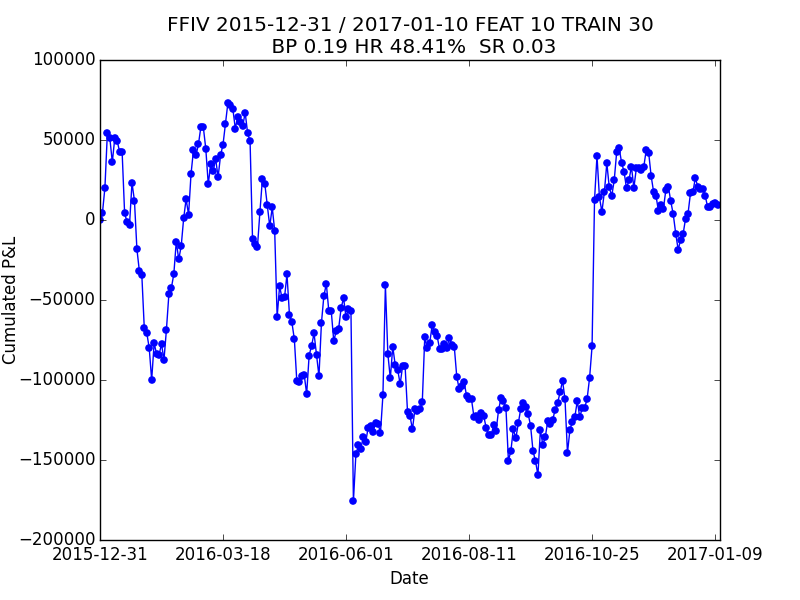 FFIV 2015-12-31 / 2017-01-10 FEAT 10 TRAIN 30
BP 0.19 HR 48.41%  SR 0.03
100000
50000
0
−50000
−100000
−150000
−200000
Cumulated P&L
2015-12-31 2016-03-18 2016-06-01 2016-08-11 2016-10-25 2017-01-09
Date